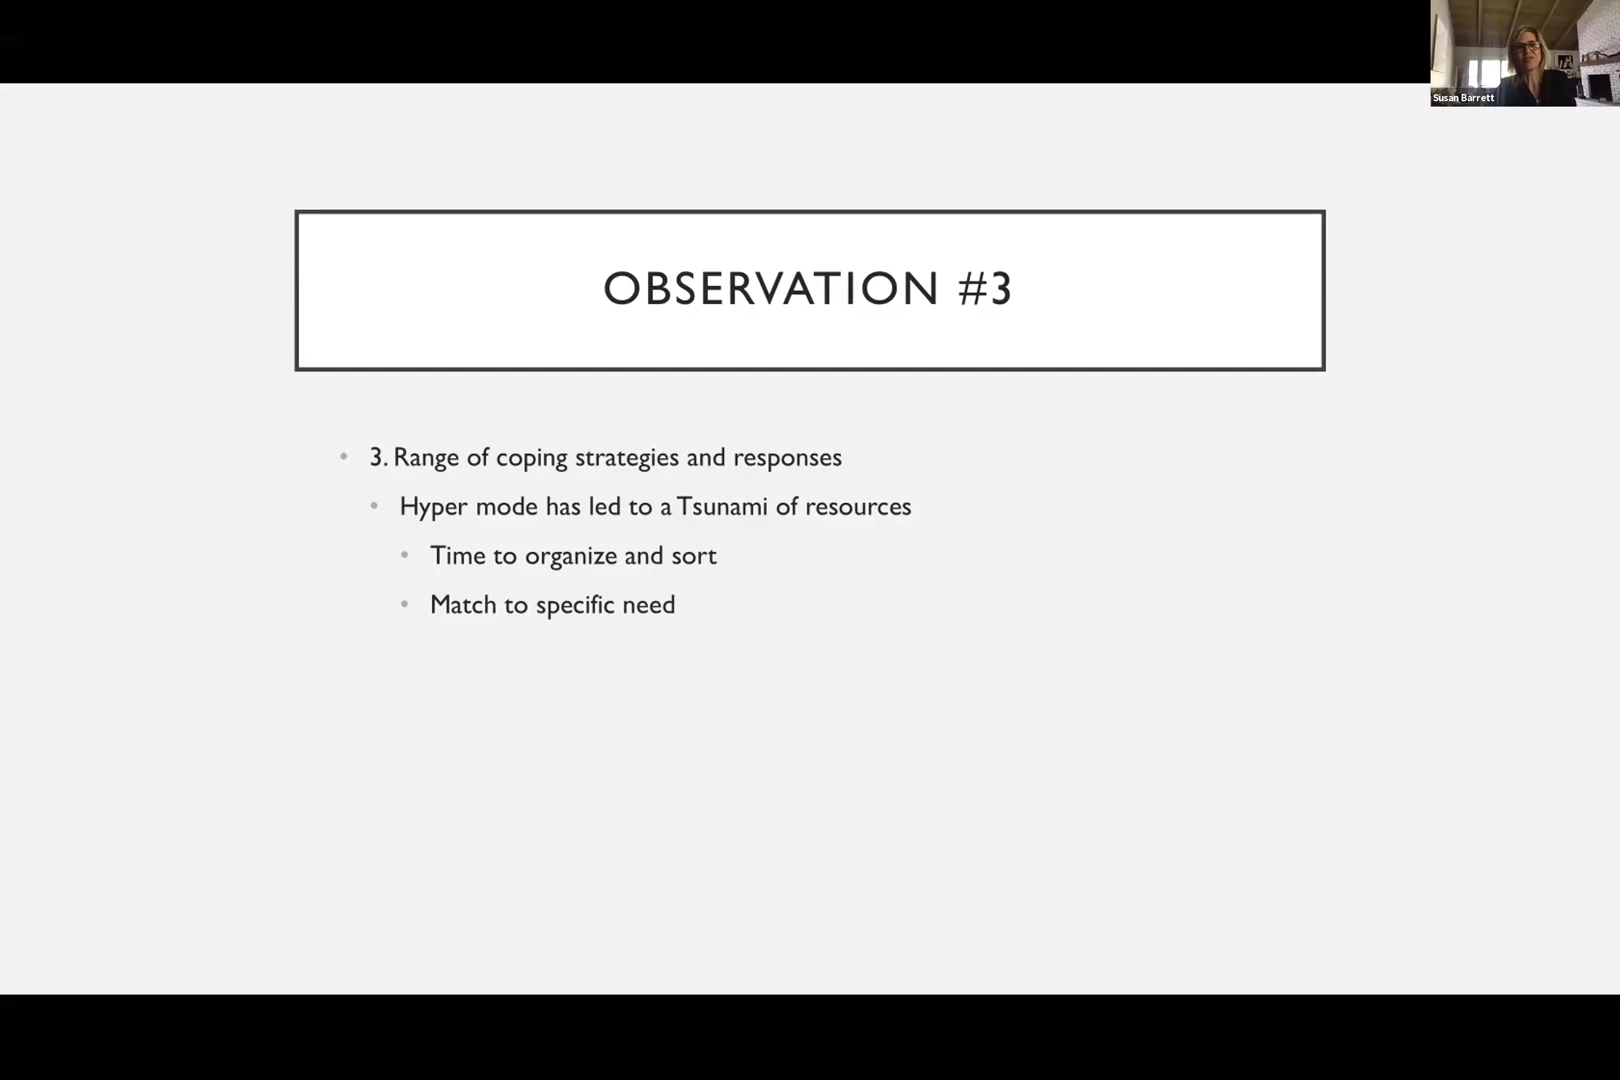 Susan Barrett
OBSERVATION #3
• 3. Range of coping strategies and responses
• Hyper mode has led to a Tsunami of resources
• Time to organize and sort
• Match to specific need